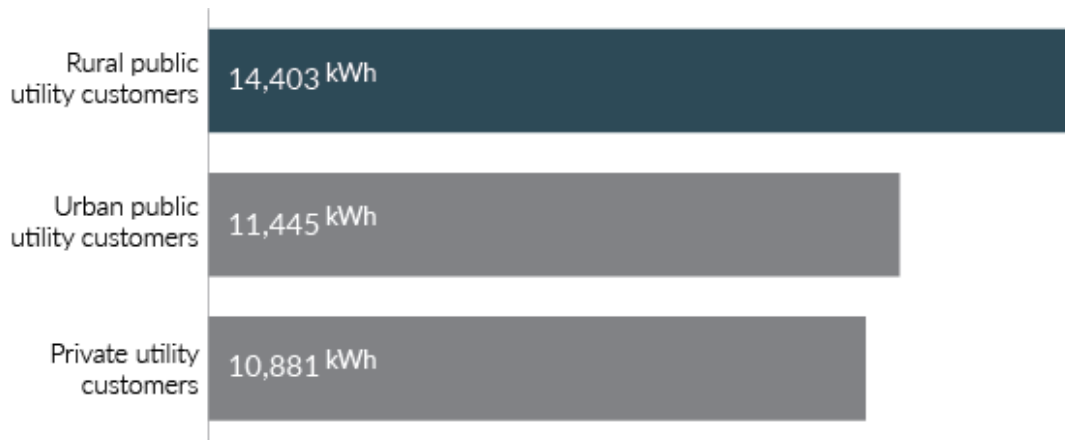 Rural public
utility customers
14,403 kWh
Urban public
utility customers
11,445 kWh
Private utility
customers
10,881 kWh